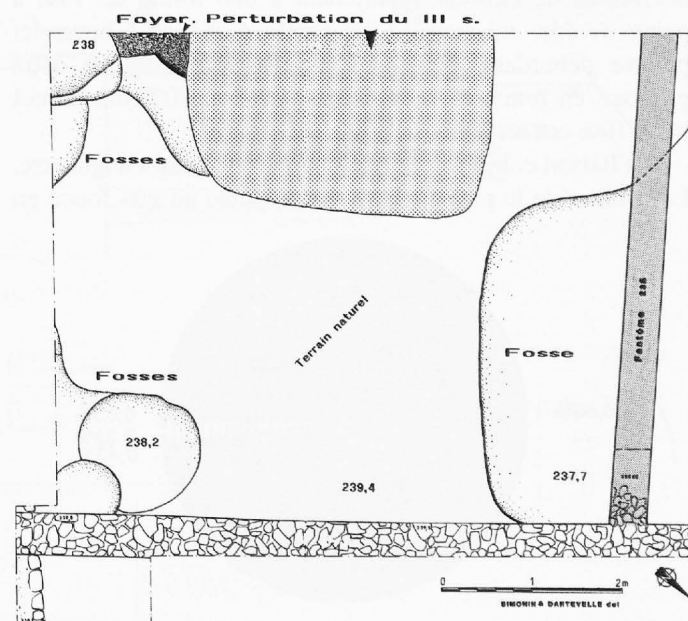 Foyer. Perturbation du III s.
238
Fosses
Fantôme
Terrain naturel
Fosse
Fosses
238,2
239,4
237,7
0 1 2m
SIMONIN & DARTEVELLE del